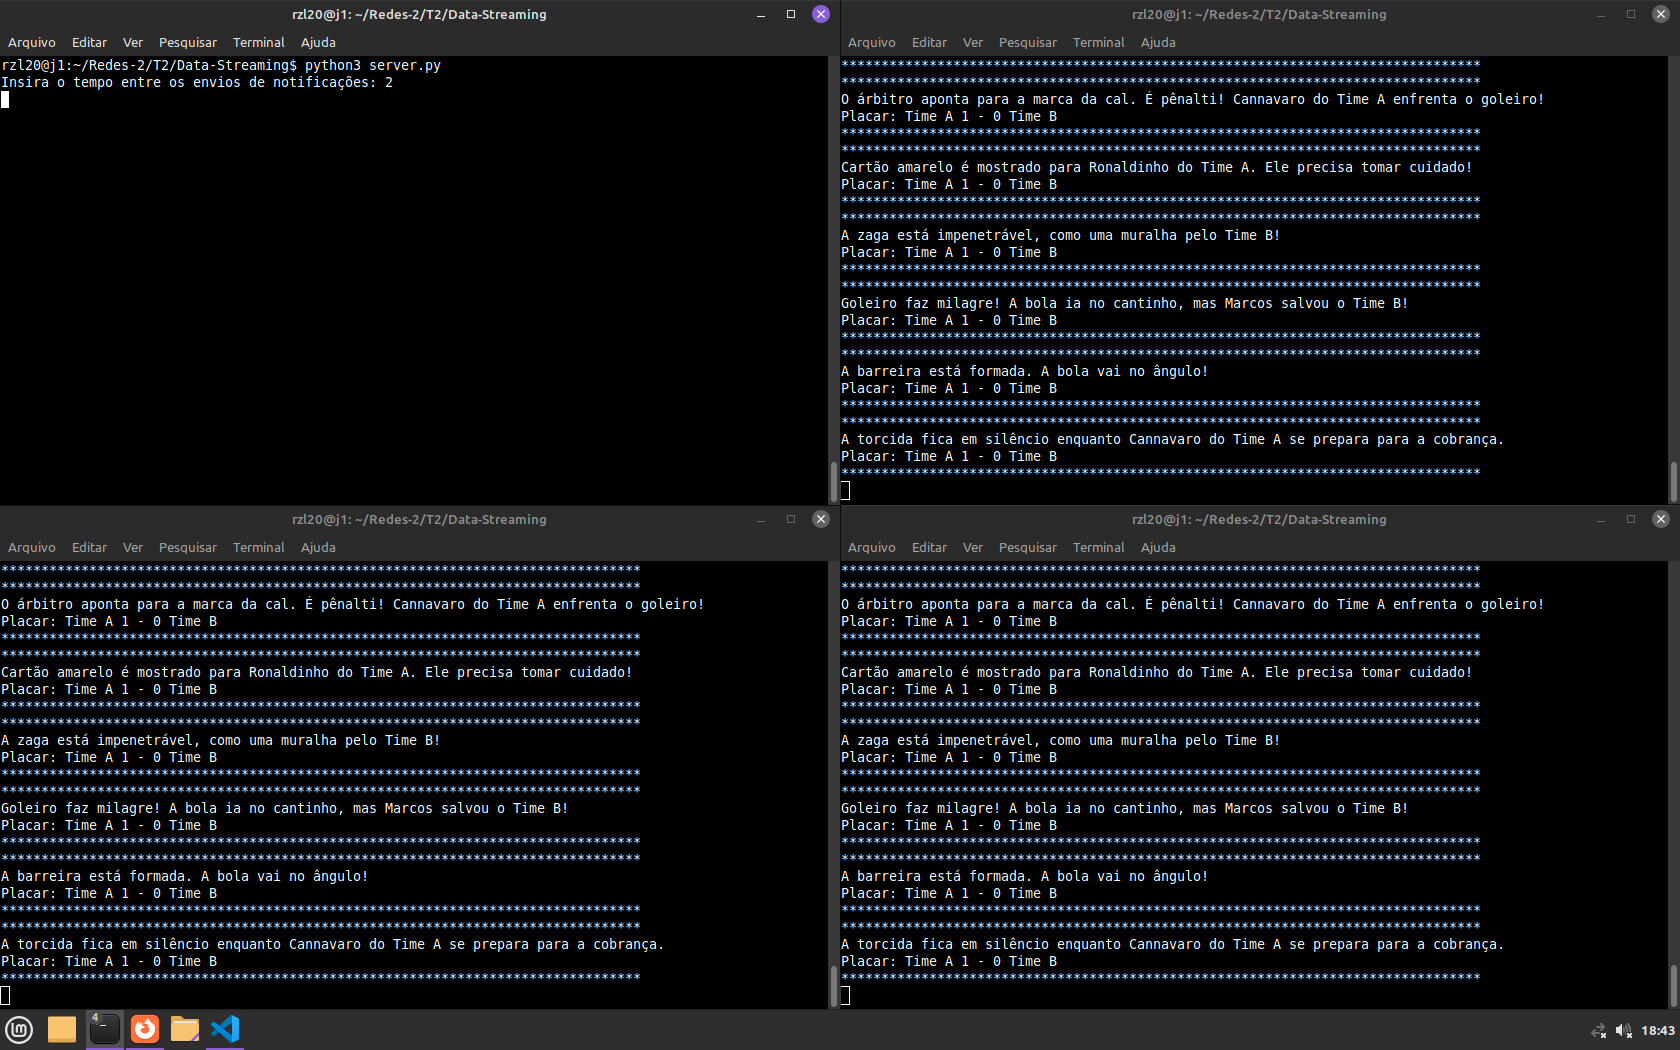 rzl20@j1: ~/Redes-2/T2/Data-Streaming
Arquivo Editar Ver Pesquisar Terminal Ajuda
rzl20@j1:~/Redes-2/T2/Data-Streaming$ python3 server.py
Insira o tempo entre os envios de notificações: 2
rzl20@j1: ~/Redes-2/T2/Data-Streaming
Arquivo Editar Ver Pesquisar Terminal Ajuda
********************************************************************************
********************************************************************************
O árbitro aponta para a marca da cal. É pênalti! Cannavaro do Time A enfrenta o goleiro!
Placar: Time A 1 - 0 Time B
********************************************************************************
********************************************************************************
Cartão amarelo é mostrado para Ronaldinho do Time A. Ele precisa tomar cuidado!
Placar: Time A 1 - 0 Time B
********************************************************************************
********************************************************************************
A zaga está impenetrável, como uma muralha pelo Time B!
Placar: Time A 1 - 0 Time B
********************************************************************************
********************************************************************************
Goleiro faz milagre! A bola ia no cantinho, mas Marcos salvou o Time B!
Placar: Time A 1 - 0 Time B
********************************************************************************
********************************************************************************
A barreira está formada. A bola vai no ângulo!
Placar: Time A 1 - 0 Time B
********************************************************************************
********************************************************************************
A torcida fica em silêncio enquanto Cannavaro do Time A se prepara para a cobrança.
Placar: Time A 1 - 0 Time B
********************************************************************************
rzl20@j1: ~/Redes-2/T2/Data-Streaming
Arquivo Editar Ver Pesquisar Terminal Ajuda
********************************************************************************
********************************************************************************
O árbitro aponta para a marca da cal. É pênalti! Cannavaro do Time A enfrenta o goleiro!
Placar: Time A 1 - 0 Time B
********************************************************************************
********************************************************************************
Cartão amarelo é mostrado para Ronaldinho do Time A. Ele precisa tomar cuidado!
Placar: Time A 1 - 0 Time B
********************************************************************************
********************************************************************************
A zaga está impenetrável, como uma muralha pelo Time B!
Placar: Time A 1 - 0 Time B
********************************************************************************
********************************************************************************
Goleiro faz milagre! A bola ia no cantinho, mas Marcos salvou o Time B!
Placar: Time A 1 - 0 Time B
********************************************************************************
********************************************************************************
A barreira está formada. A bola vai no ângulo!
Placar: Time A 1 - 0 Time B
********************************************************************************
********************************************************************************
A torcida fica em silêncio enquanto Cannavaro do Time A se prepara para a cobrança.
Placar: Time A 1 - 0 Time B
********************************************************************************
rzl20@j1: ~/Redes-2/T2/Data-Streaming
Arquivo Editar Ver Pesquisar Terminal Ajuda
********************************************************************************
********************************************************************************
O árbitro aponta para a marca da cal. É pênalti! Cannavaro do Time A enfrenta o goleiro!
Placar: Time A 1 - 0 Time B
********************************************************************************
********************************************************************************
Cartão amarelo é mostrado para Ronaldinho do Time A. Ele precisa tomar cuidado!
Placar: Time A 1 - 0 Time B
********************************************************************************
********************************************************************************
A zaga está impenetrável, como uma muralha pelo Time B!
Placar: Time A 1 - 0 Time B
********************************************************************************
********************************************************************************
Goleiro faz milagre! A bola ia no cantinho, mas Marcos salvou o Time B!
Placar: Time A 1 - 0 Time B
********************************************************************************
********************************************************************************
A barreira está formada. A bola vai no ângulo!
Placar: Time A 1 - 0 Time B
********************************************************************************
********************************************************************************
A torcida fica em silêncio enquanto Cannavaro do Time A se prepara para a cobrança.
Placar: Time A 1 - 0 Time B
********************************************************************************
4
18:43